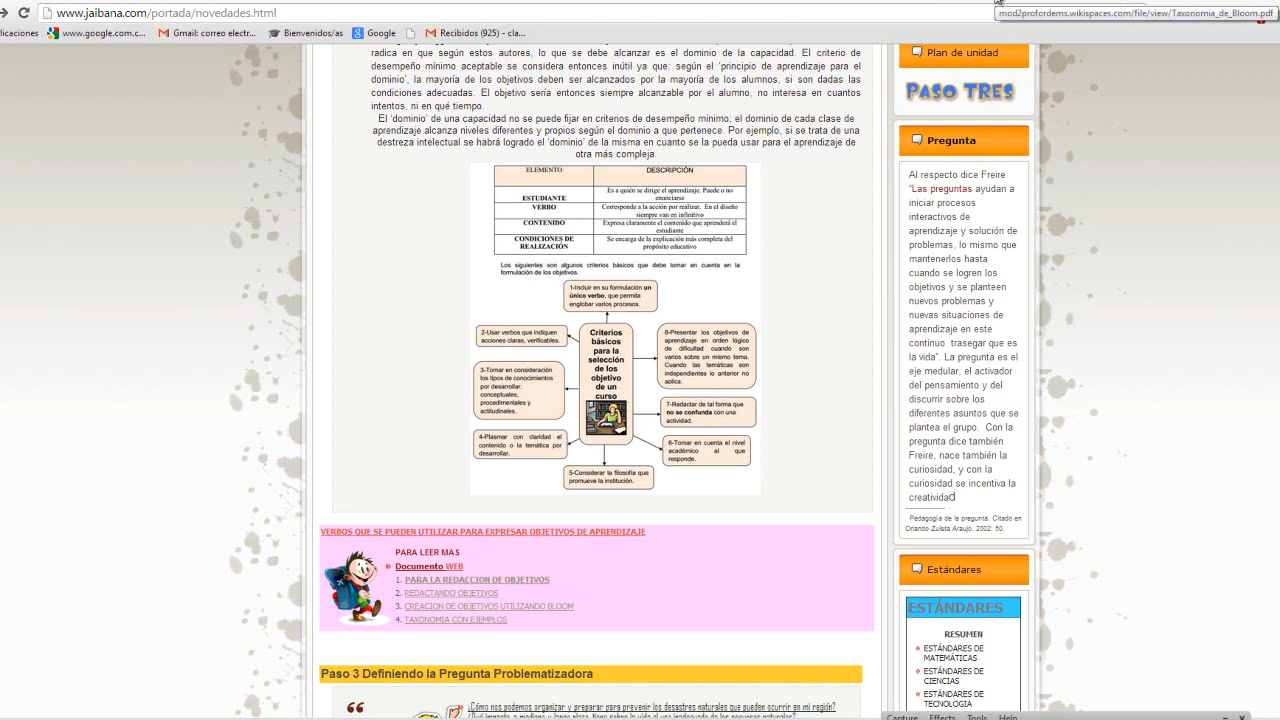 www.jaibana.com/portada/novedades.html
mod2profordems.wikispaces.com/file/view/Taxonomia_de_Bloom.pdf
licaciones
www.google.com.c...
Gmail: correo electr...
Bienvenidos/as
Google
Recibidos (925) - cla...
radica en que según estos autores, lo que se debe alcanzar es el dominio de la capacidad. El criterio de
desempeño mínimo aceptable se considera entonces inútil ya que: según el 'principio de aprendizaje para el
dominio', la mayoría de los objetivos deben ser alcanzados por la mayoría de los alumnos, si son dadas las
condiciones adecuadas. El objetivo sería entonces siempre alcanzable por el alumno, no interesa en cuantos
intentos, ni en qué tiempo.
El 'dominio' de una capacidad no se puede fijar en criterios de desempeño mínimo; el dominio de cada clase de
aprendizaje alcanza niveles diferentes y propios según el dominio a que pertenece. Por ejemplo, si se trata de una
destreza intelectual se habrá logrado el 'dominio' de la misma en cuanto se la pueda usar para el aprendizaje de
otra más compleja.
ELEMENTO
DESCRIPCIÓN
ESTUDIANTE
Es a quién se dirige el aprendizaje. Puede o no
enunciarse
VERBO
Corresponde a la acción por realizar. En el diseño
siempre van en infinitivo
CONTENIDO
Expresa claramente el contenido que aprenderá el
estudiante
CONDICIONES DE
REALIZACIÓN
Se encarga de la explicación más completa del
propósito educativo
Los siguientes son algunos criterios básicos que debe tomar en cuenta en la
formulación de los objetivos.
1-Incluir en su formulación un
único verbo, que permita
englobar varios procesos.
2-Usar verbos que indiquen
acciones claras, verificables.
3-Tomar en consideración
los tipos de conocimientos
por desarrollar:
conceptuales,
procedimentales y
actitudinales.
4-Plasmar con claridad el
contenido o la temática por
desarrollar.
Criterios
básicos
para la
selección
de los
objetivo
de un
curso
8-Presentar los objetivos de
aprendizaje en orden lógico
de dificultad cuando son
varios sobre un mismo tema.
Cuando las temáticas son
independientes lo anterior no
aplica.
7-Redactar de tal forma que
no se confunda con una
actividad.
6-Tomar en cuenta el nivel
académico al que
responde.
5-Considerar la filosofía que
promueve la institución.
VERBOS QUE SE PUEDEN UTILIZAR PARA EXPRESAR OBJETIVOS DE APRENDIZAJE
PARA LEER MAS
Documento WEB
1. PARA LA REDACCION DE OBJETIVOS
2. REDACTANDO OBJETIVOS
3. CREACION DE OBJETIVOS UTILIZANDO BLOOM
4. TAXONOMIA CON EJEMPLOS
Paso 3 Definiendo la Pregunta Problematizadora
¿Cómo nos podemos organizar y preparar para prevenir los desastres naturales que pueden ocurrir en mi región?
Plan de unidad
PASO TRES
Pregunta
Al respecto dice Freire
"Las preguntas ayudan a
iniciar procesos
interactivos de
aprendizaje y solución de
problemas, lo mismo que
mantenerlos hasta
cuando se logren los
objetivos y se planteen
nuevos problemas y
nuevas situaciones de
aprendizaje en este
continuo trasegar que es
la vida". La pregunta es el
eje medular, el activador
del pensamiento y del
discurrir sobre los
diferentes asuntos que se
plantea el grupo. Con la
pregunta dice también
Freire, nace también la
curiosidad, y con la
curiosidad se incentiva la
creatividad
Pedagogía de la pregunta. Citado en
Orlando Zuleta Araujo. 2002: 50.
Estándares
ESTÁNDARES
RESUMEN
ESTÁNDARES DE
MATEMÁTICAS
ESTÁNDARES DE
CIENCIAS
ESTÁNDARES DE
TECNOLOGIA
Capture Effects Tools Help